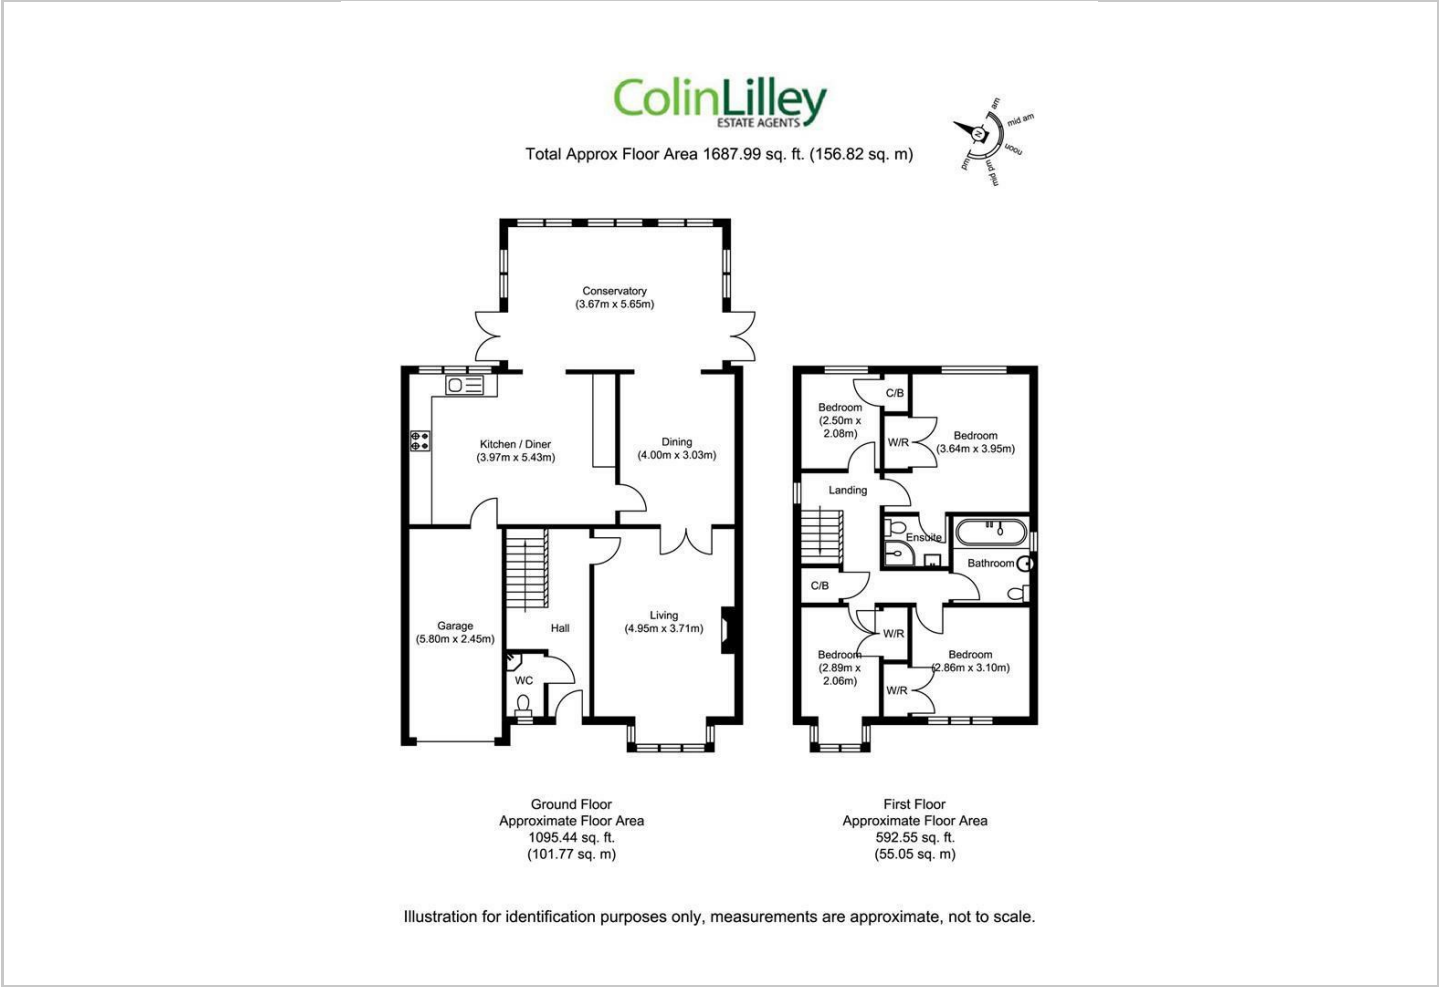 ColinLilley
ESTATE AGENTS
Total Approx Floor Area 1687.99 sq. ft. (156.82 sq. m)
N
am
mid am
noon
mid pm
pm
Conservatory
(3.67m x 5.65m)
Kitchen / Diner
(3.97m x 5.43m)
Dining
(4.00m x 3.03m)
Garage
(5.80m x 2.45m)
Hall
WC
Living
(4.95m x 3.71m)
Bedroom
(2.50m x
2.08m)
C/B
W/R
Bedroom
(3.64m x 3.95m)
Landing
Ensuite
Bathroom
C/B
W/R
Bedroom
(2.89m x
2.06m)
W/R
Bedroom
(2.86m x 3.10m)
Ground Floor
Approximate Floor Area
1095.44 sq. ft.
(101.77 sq. m)
First Floor
Approximate Floor Area
592.55 sq. ft.
(55.05 sq. m)
Illustration for identification purposes only, measurements are approximate, not to scale.